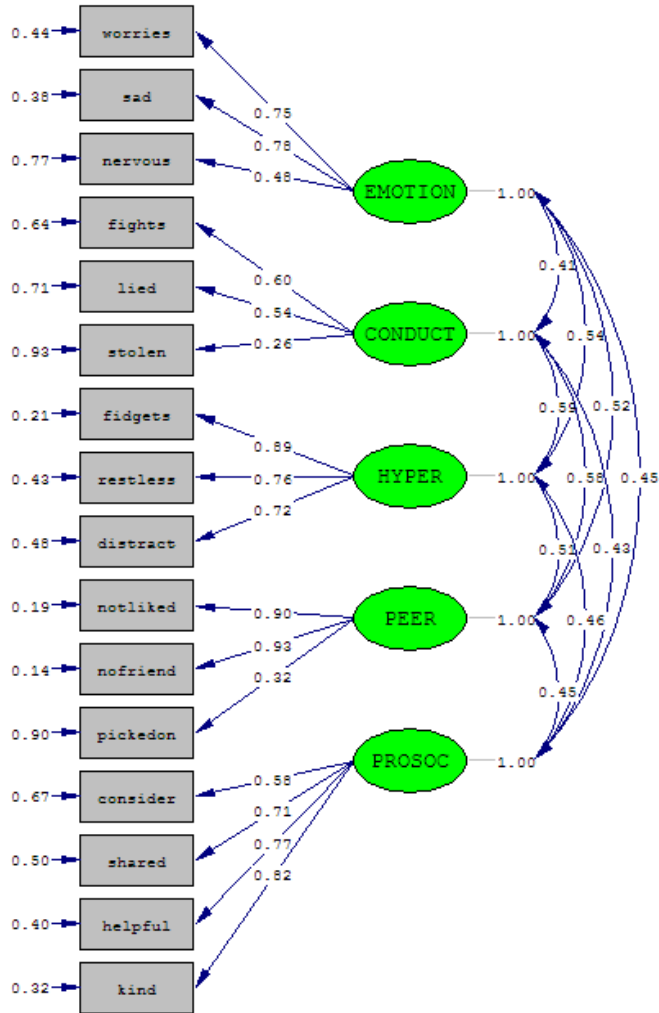 0.44 worries
0.38 sad
0.77 nervous
0.64 fights
0.71 lied
0.93 stolen
0.21 fidgets
0.43 restless
0.48 distract
0.19 notliked
0.14 nofriend
0.90 pickedon
0.67 consider
0.50 shared
0.40 helpful
0.32 kind
0.75
0.78
0.48
0.60
0.54
0.26
0.89
0.76
0.72
0.90
0.93
0.32
0.58
0.71
0.77
0.82
EMOTION 1.00
CONDUCT 1.00
HYPER 1.00
PEER 1.00
PROSOC 1.00
0.41
0.54
0.59
0.52
0.58
0.45
0.51
0.43
0.46
0.45